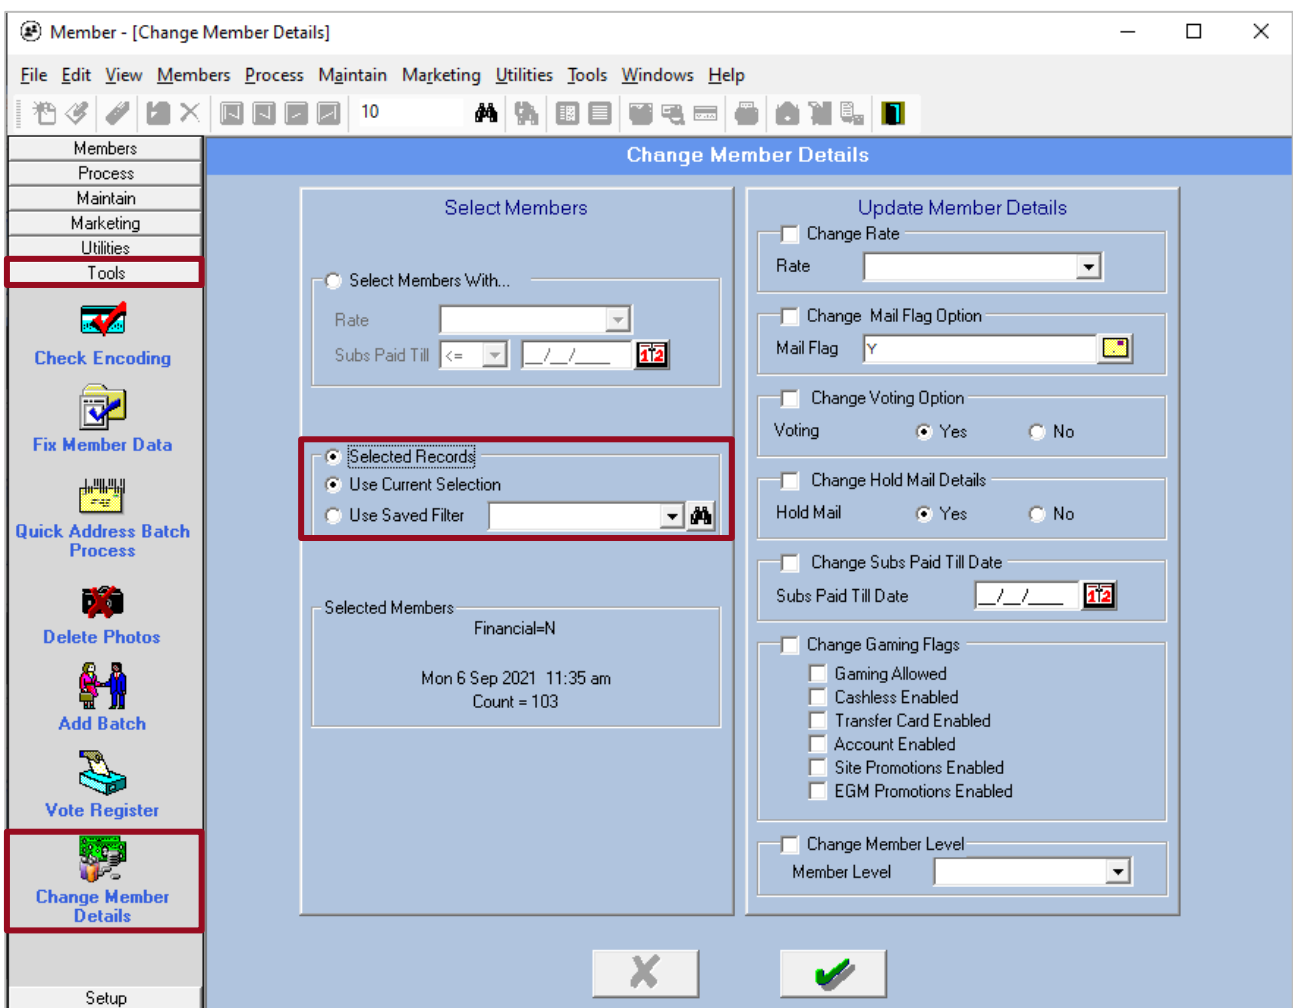 Member - [Change Member Details]
File Edit View Members Process Maintain Marketing Utilities Tools Windows Help
10
Members
Process
Maintain
Marketing
Utilities
Tools
Check Encoding
Fix Member Data
Quick Address Batch
Process
Delete Photos
Add Batch
Vote Register
Change Member
Details
Setup
Change Member Details
Select Members
Select Members With...
Rate
Subs Paid Till <= __/__/____ 12
Selected Records
Use Current Selection
Use Saved Filter
Selected Members
Financial=N
Mon 6 Sep 2021 11:35 am
Count = 103
Update Member Details
Change Rate
Rate
Change Mail Flag Option
Mail Flag Y
Change Voting Option
Voting Yes No
Change Hold Mail Details
Hold Mail Yes No
Change Subs Paid Till Date
Subs Paid Till Date __/__/____ 12
Change Gaming Flags
Gaming Allowed
Cashless Enabled
Transfer Card Enabled
Account Enabled
Site Promotions Enabled
EGM Promotions Enabled
Change Member Level
Member Level